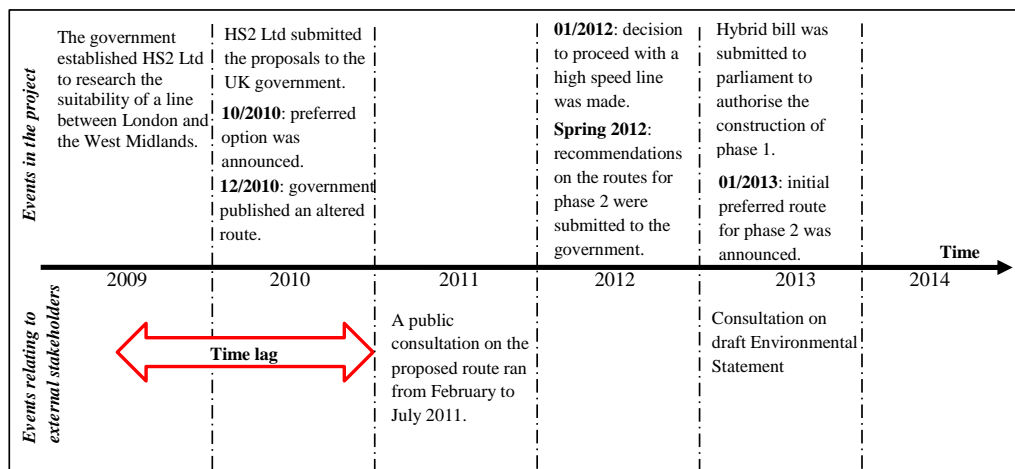 Events in the project
The government
established HS2 Ltd
to research the
suitability of a line
between London and
the West Midlands.
HS2 Ltd submitted
the proposals to the
UK government.
10/2010: preferred
option was
announced.
12/2010: government
published an altered
route.
01/2012: decision
to proceed with a
high speed line
was made.
Spring 2012:
recommendations
on the routes for
phase 2 were
submitted to the
government.
Hybrid bill was
submitted to
parliament to
authorise the
construction of
phase 1.
01/2013: initial
preferred route
for phase 2 was
announced.
Time
2009
2010
2011
2012
2013
2014
Events relating to
external stakeholders
Time lag
A public
consultation on the
proposed route ran
from February to
July 2011.
Consultation on
draft Environmental
Statement